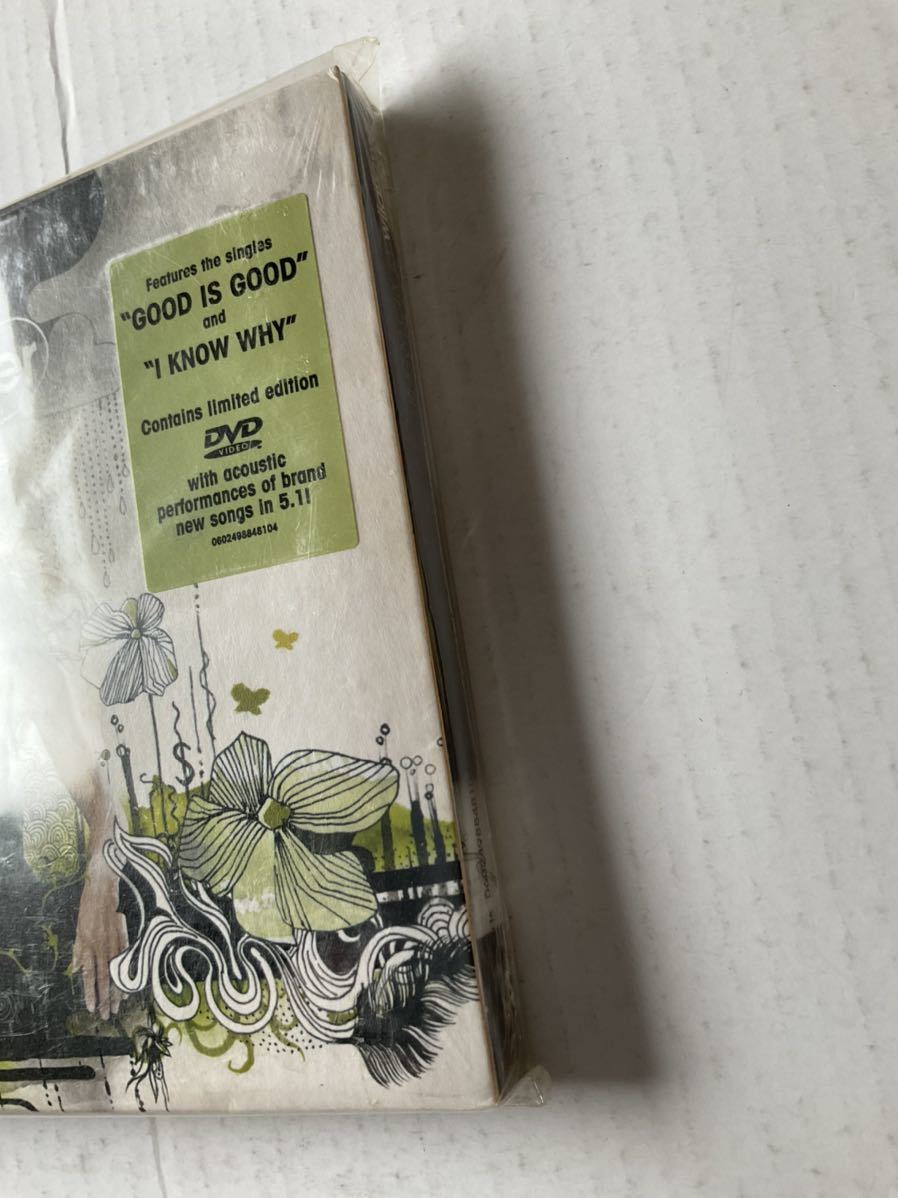 Features the singles
"GOOD IS GOOD"
and
"I KNOW WHY"
Contains limited edition
DVD
VIDEO
with acoustic
performances of brand
new songs in 5.1!
0602498848104